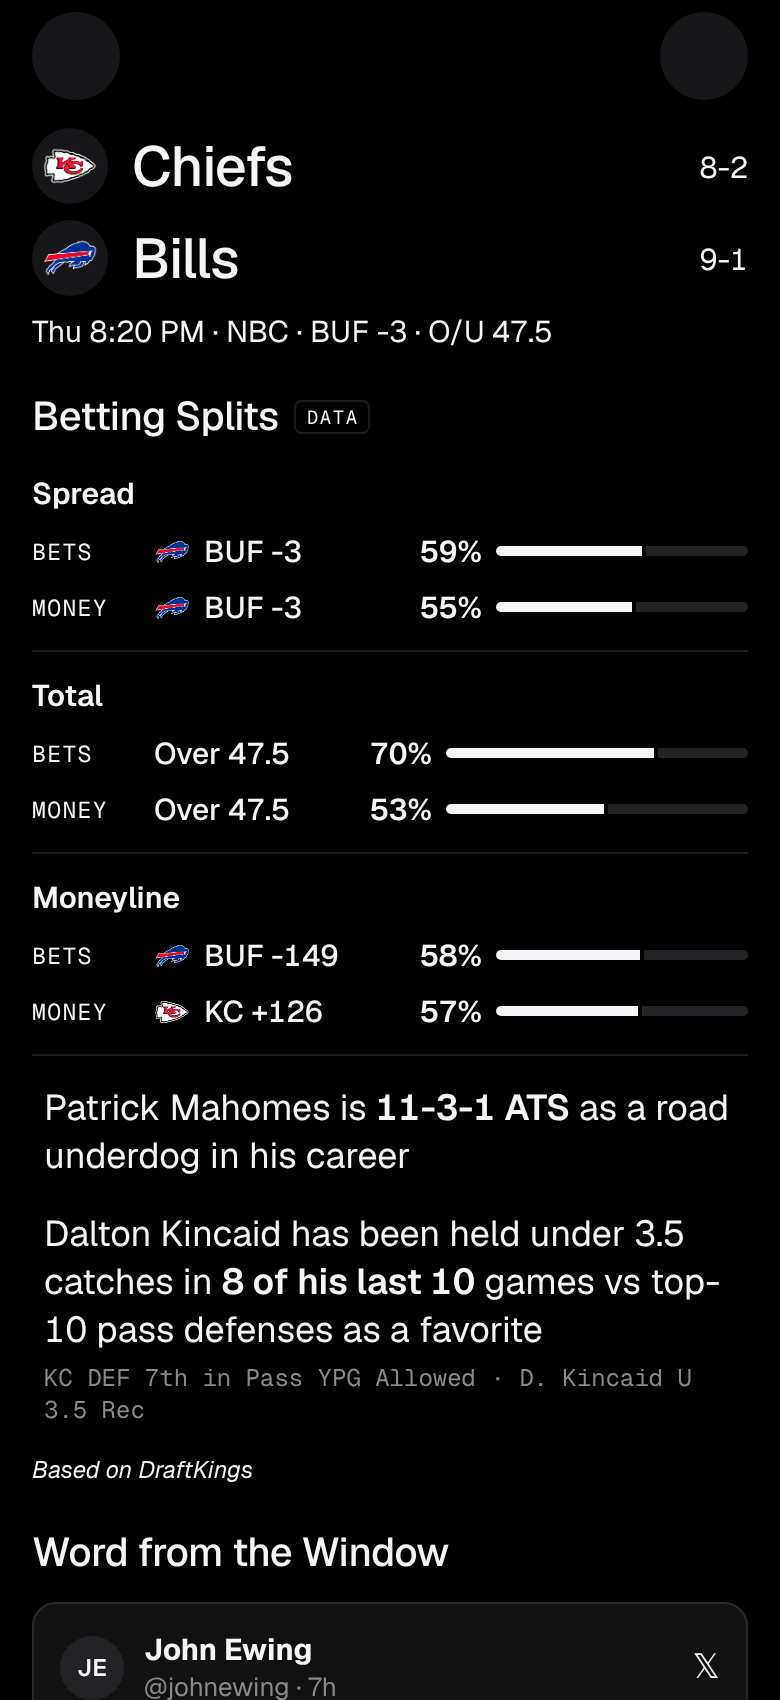 Chiefs 8-2
Bills 9-1
Thu 8:20 PM · NBC · BUF -3 · O/U 47.5
Betting Splits DATA
Spread
BETS BUF -3 59%
MONEY BUF -3 55%
Total
BETS Over 47.5 70%
MONEY Over 47.5 53%
Moneyline
BETS BUF -149 58%
MONEY KC +126 57%
Patrick Mahomes is 11-3-1 ATS as a road
underdog in his career
Dalton Kincaid has been held under 3.5
catches in 8 of his last 10 games vs top-
10 pass defenses as a favorite
KC DEF 7th in Pass YPG Allowed · D. Kincaid U
3.5 Rec
Based on DraftKings
Word from the Window
JE John Ewing 𝕏
@johnewing · 7h